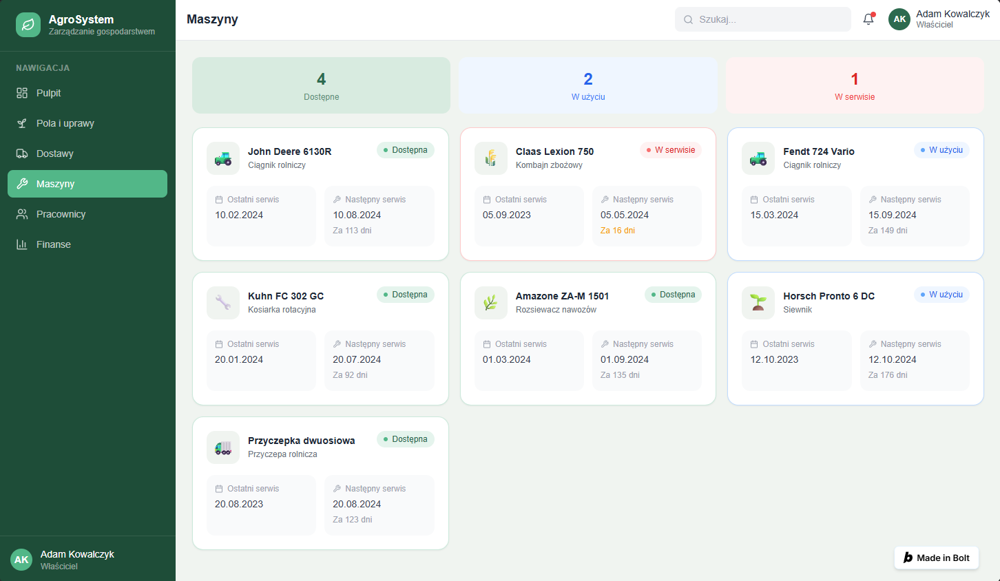 AgroSystem
Zarządzanie gospodarstwem
NAWIGACJA
Pulpit
Pola i uprawy
Dostawy
Maszyny
Pracownicy
Finanse
AK
Adam Kowalczyk
Właściciel
Maszyny
Szukaj...
AK
Adam Kowalczyk
Właściciel
4
Dostępne
2
W użyciu
1
W serwisie
John Deere 6130R
Ciągnik rolniczy
Dostępna
Ostatni serwis
10.02.2024
Następny serwis
10.08.2024
Za 113 dni
Claas Lexion 750
Kombajn zbożowy
W serwisie
Ostatni serwis
05.09.2023
Następny serwis
05.05.2024
Za 16 dni
Fendt 724 Vario
Ciągnik rolniczy
W użyciu
Ostatni serwis
15.03.2024
Następny serwis
15.09.2024
Za 149 dni
Kuhn FC 302 GC
Kosiarka rotacyjna
Dostępna
Ostatni serwis
20.01.2024
Następny serwis
20.07.2024
Za 92 dni
Amazone ZA-M 1501
Rozsiewacz nawozów
Dostępna
Ostatni serwis
01.03.2024
Następny serwis
01.09.2024
Za 135 dni
Horsch Pronto 6 DC
Siewnik
W użyciu
Ostatni serwis
12.10.2023
Następny serwis
12.10.2024
Za 176 dni
Przyczepka dwuosiowa
Przyczepa rolnicza
Dostępna
Ostatni serwis
20.08.2023
Następny serwis
20.08.2024
Za 123 dni
b Made in Bolt